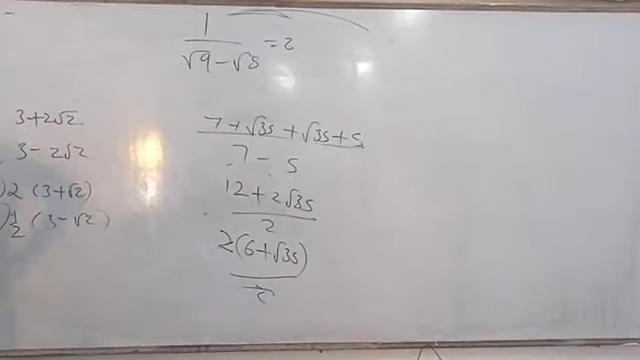 1/(√9-√8) = 2
3+2√2
3-2√2
) 2 (3+√2)
) 1/2 (3-√2)
(7+√35+√35+5)/(7-5)
(12+2√35)/2
2(6+√35)/2